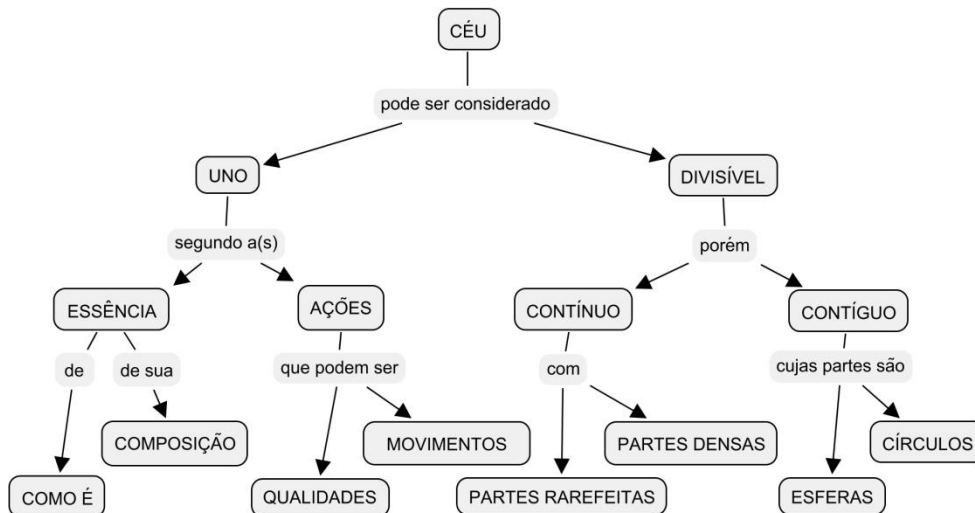 CÉU
pode ser considerado
UNO
DIVISÍVEL
segundo a(s)
porém
ESSÊNCIA
AÇÕES
CONTÍNUO
CONTÍGUO
de
de sua
que podem ser
com
cujas partes são
COMPOSIÇÃO
MOVIMENTOS
PARTES DENSAS
CÍRCULOS
COMO É
QUALIDADES
PARTES RAREFEITAS
ESFERAS